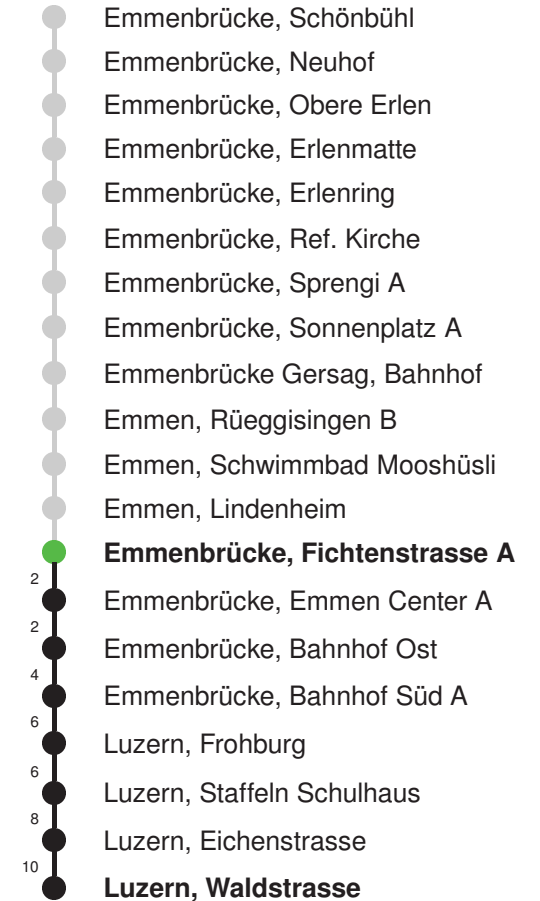 Emmenbrücke, Schönbühl
Emmenbrücke, Neuhof
Emmenbrücke, Obere Erlen
Emmenbrücke, Erlenmatte
Emmenbrücke, Erlenring
Emmenbrücke, Ref. Kirche
Emmenbrücke, Sprengi A
Emmenbrücke, Sonnenplatz A
Emmenbrücke Gersag, Bahnhof
Emmen, Rüeggisingen B
Emmen, Schwimmbad Mooshüsli
Emmen, Lindenheim
Emmenbrücke, Fichtenstrasse A
2 Emmenbrücke, Emmen Center A
2 Emmenbrücke, Bahnhof Ost
4 Emmenbrücke, Bahnhof Süd A
6 Luzern, Frohburg
6 Luzern, Staffeln Schulhaus
8 Luzern, Eichenstrasse
10 Luzern, Waldstrasse